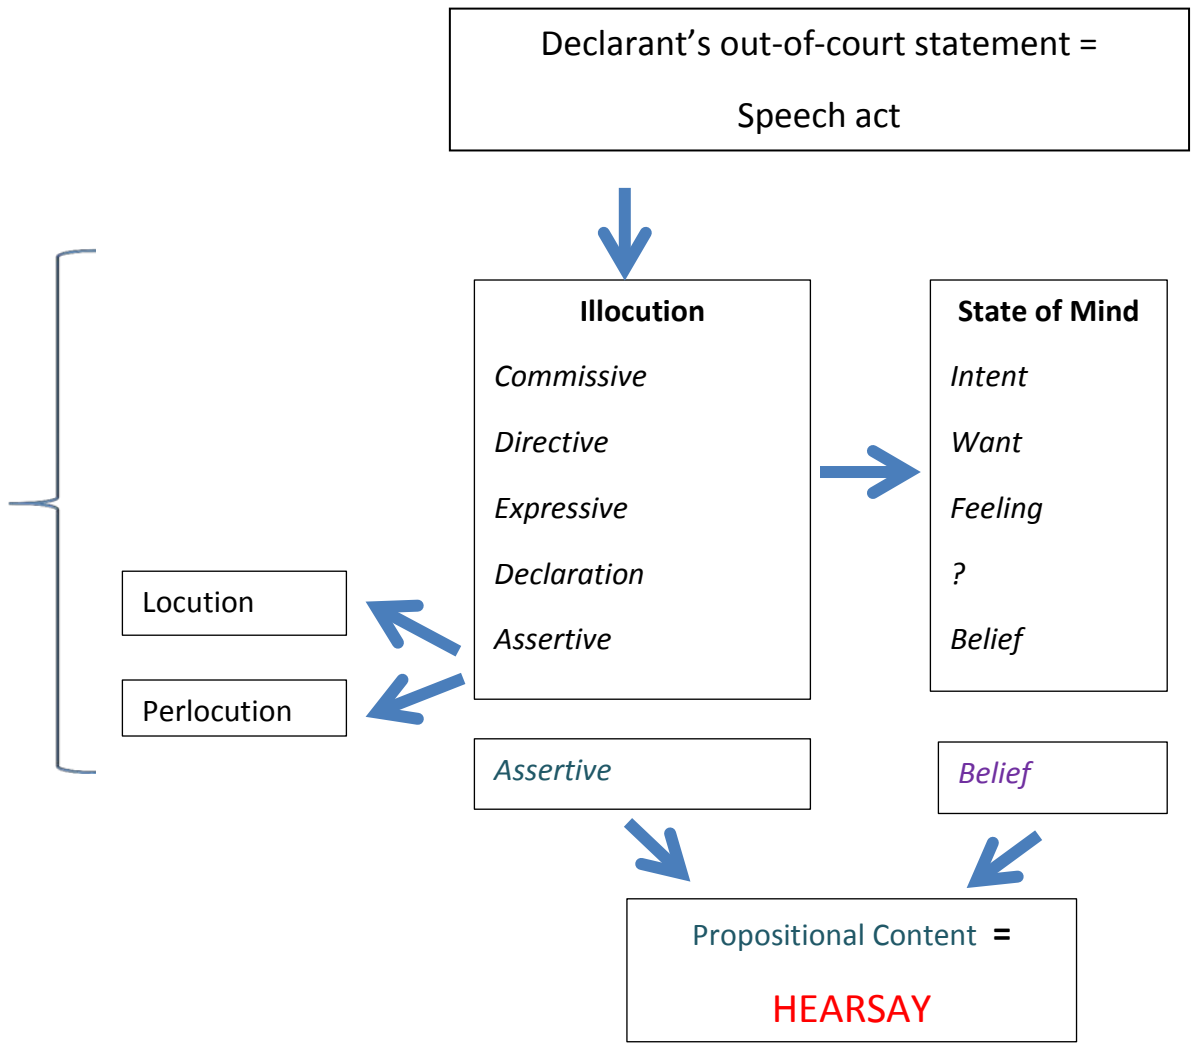 Declarant’s out-of-court statement =
Speech act
Illocution
Commissive
Directive
Expressive
Declaration
Assertive
State of Mind
Intent
Want
Feeling
?
Belief
Locution
Perlocution
Assertive
Belief
Propositional Content =
HEARSAY